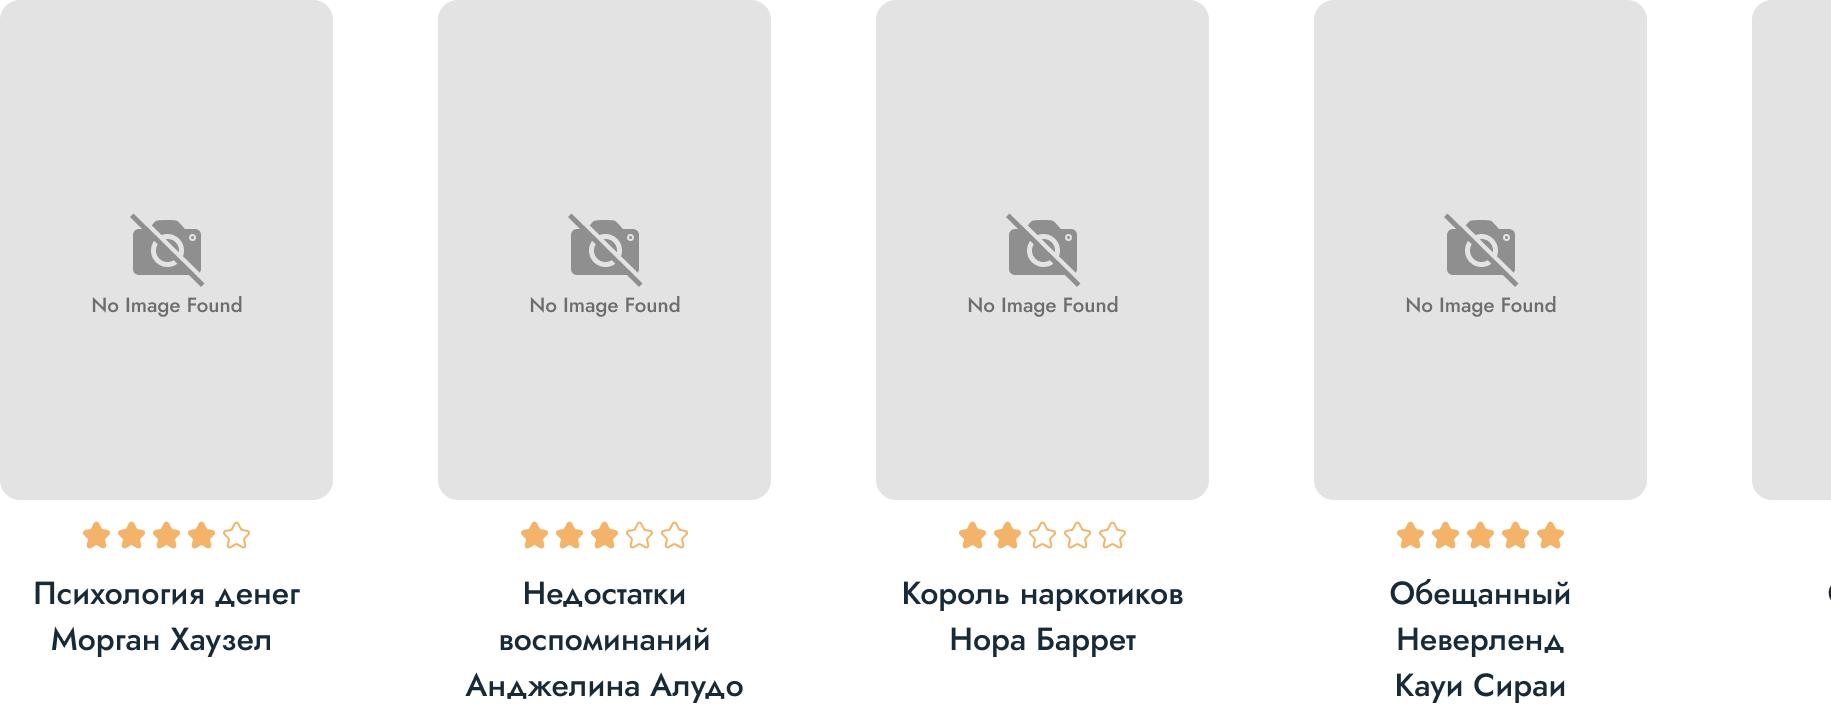 No Image Found
No Image Found
No Image Found
No Image Found
Психология денег
Морган Хаузел
Недостатки
воспоминаний
Анджелина Алудо
Король наркотиков
Нора Баррет
Обещанный
Неверленд
Кауи Сираи